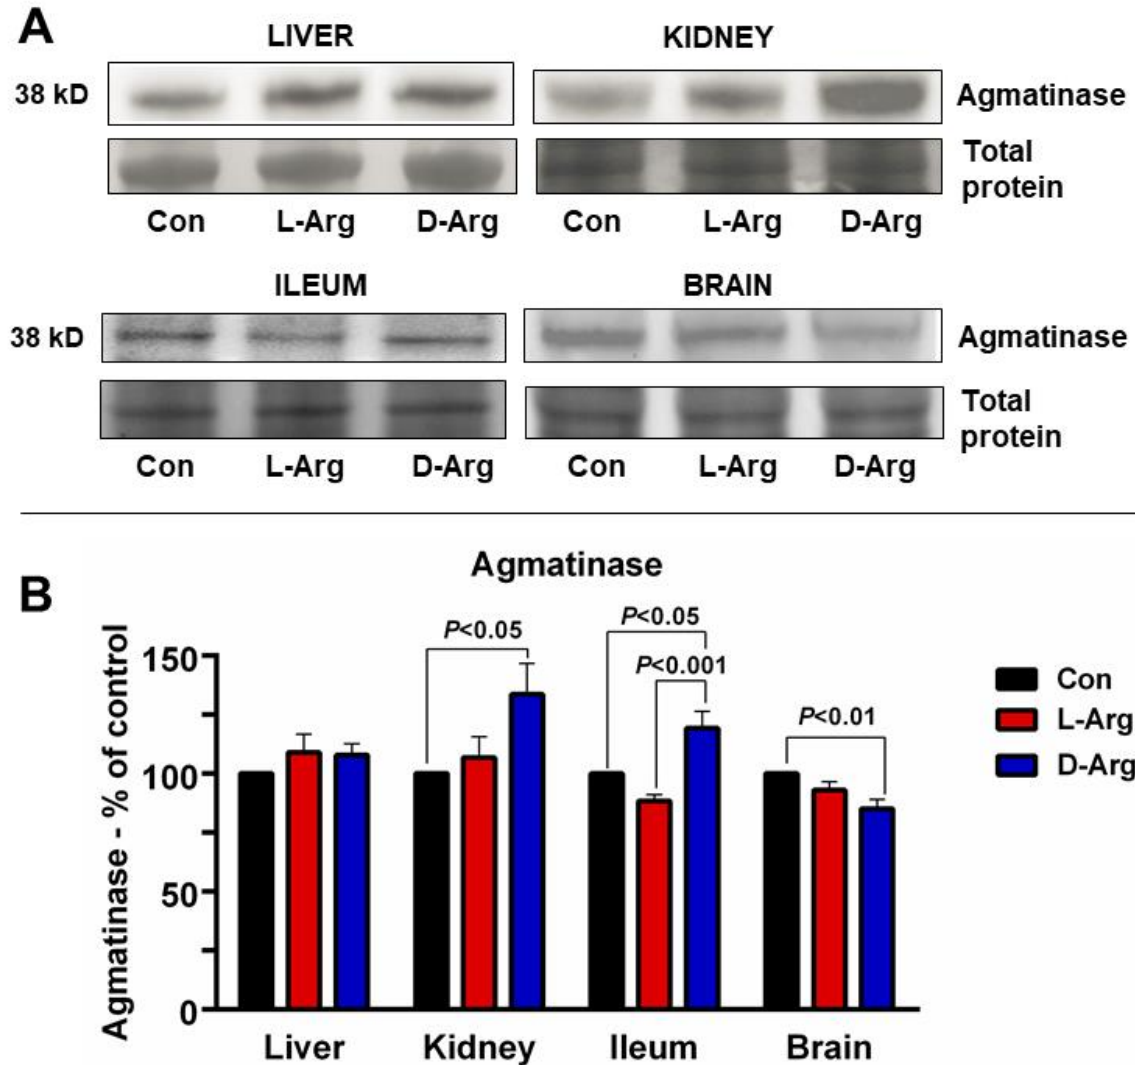 A
LIVER
KIDNEY
38 kD
Agmatinase
Total
protein
Con L-Arg D-Arg
Con L-Arg D-Arg
ILEUM
BRAIN
38 kD
Agmatinase
Total
protein
Con L-Arg D-Arg
Con L-Arg D-Arg
B
Agmatinase
Agmatinase - % of control
150
100
50
0
P<0.05
P<0.05
P<0.001
P<0.01
Con
L-Arg
D-Arg
Liver Kidney Ileum Brain